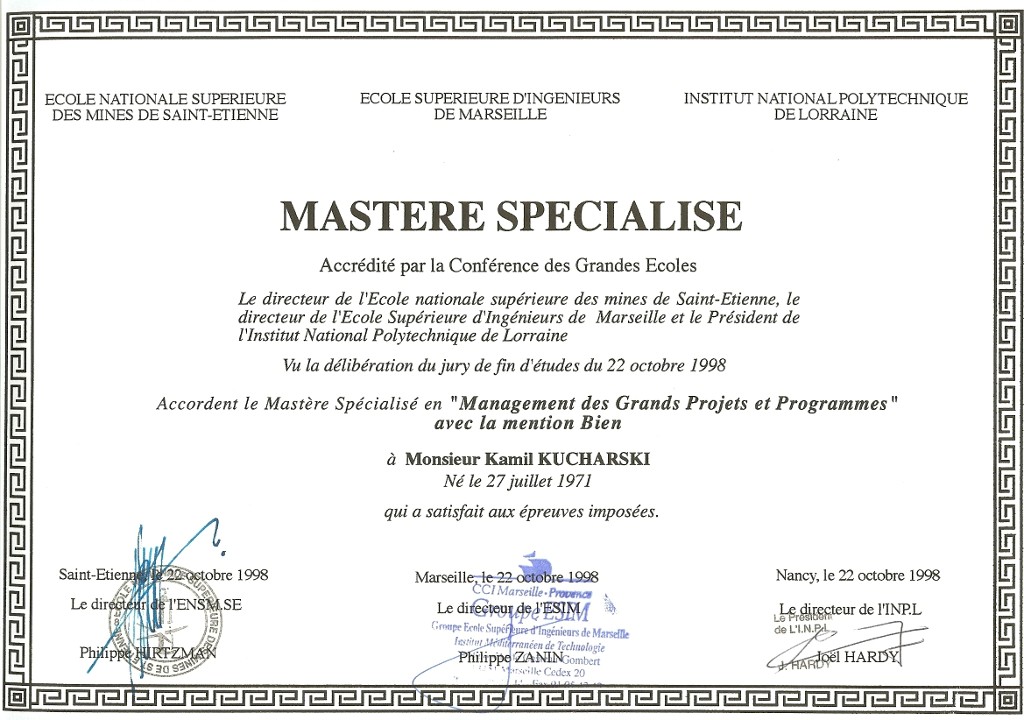 ECOLE NATIONALE SUPERIEURE
DES MINES DE SAINT-ETIENNE
ECOLE SUPERIEURE D'INGENIEURS
DE MARSEILLE
INSTITUT NATIONAL POLYTECHNIQUE
DE LORRAINE
MASTERE SPECIALISE
Accrédité par la Conférence des Grandes Ecoles
Le directeur de l'Ecole nationale supérieure des mines de Saint-Etienne, le
directeur de l'Ecole Supérieure d'Ingénieurs de Marseille et le Président de
l'Institut National Polytechnique de Lorraine
Vu la délibération du jury de fin d'études du 22 octobre 1998
Accordent le Mastère Spécialisé en "Management des Grands Projets et Programmes"
avec la mention Bien
à Monsieur Kamil KUCHARSKI
Né le 27 juillet 1971
qui a satisfait aux épreuves imposées.
Saint-Etienne, le 22 octobre 1998
Le directeur de l'ENSM.SE
Philippe HIRTZMAN
ECOLE SUPERIEURE DES MINES DE ST-ETIENNE
Marseille, le 22 octobre 1998
CCI Marseille - Provence
Le directeur de l'ESIM
Groupe ESIM
Groupe Ecole Supérieure d'Ingénieurs de Marseille
Institut Méditerranéen de Technologie
Philippe ZANIN
Gombert
Marseille Cedex 20
Nancy, le 22 octobre 1998
Le directeur de l'INP.L
Le Président
de L'I.N.P.L
Joël HARDY
J. HARDY